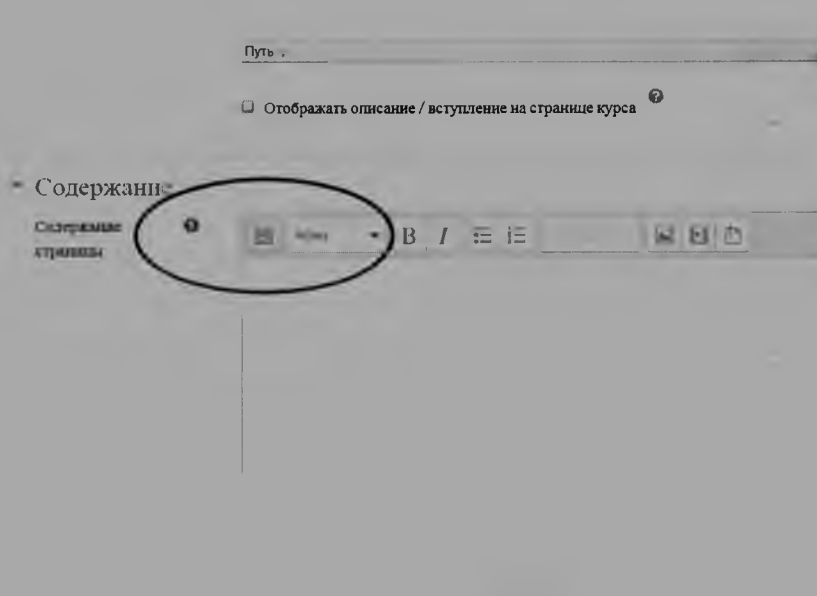 Путь
Отображать описание / вступление на странице курса
Содержание
Содержание
страницы
B I